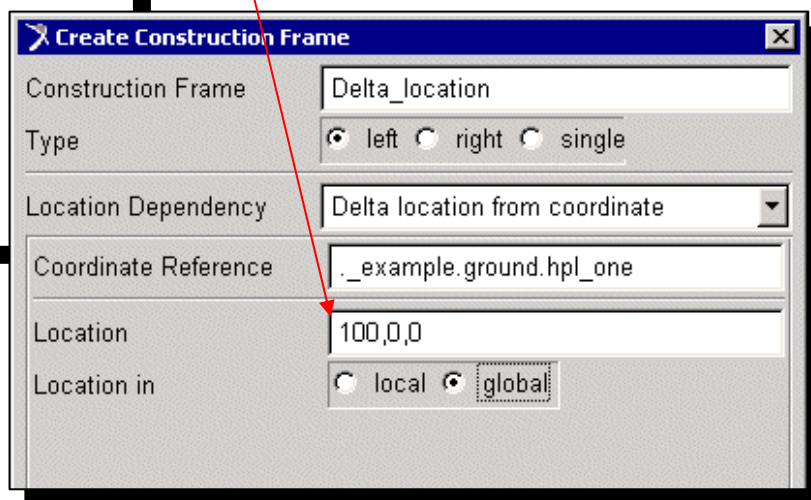 Create Construction Frame
Construction Frame Delta_location
Type left right single
Location Dependency Delta location from coordinate
Coordinate Reference ._example.ground.hpl_one
Location 100,0,0
Location in local global